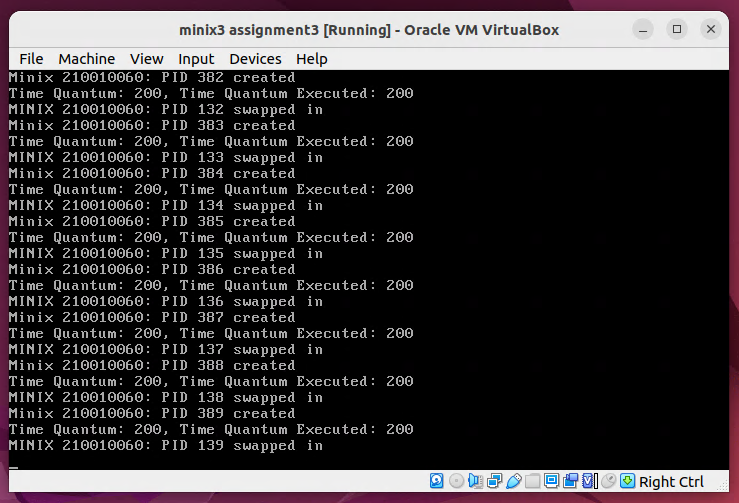 minix3 assignment3 [Running] - Oracle VM VirtualBox
File Machine View Input Devices Help
Minix 210010060: PID 382 created
Time Quantum: 200, Time Quantum Executed: 200
MINIX 210010060: PID 132 swapped in
Minix 210010060: PID 383 created
Time Quantum: 200, Time Quantum Executed: 200
MINIX 210010060: PID 133 swapped in
Minix 210010060: PID 384 created
Time Quantum: 200, Time Quantum Executed: 200
MINIX 210010060: PID 134 swapped in
Minix 210010060: PID 385 created
Time Quantum: 200, Time Quantum Executed: 200
MINIX 210010060: PID 135 swapped in
Minix 210010060: PID 386 created
Time Quantum: 200, Time Quantum Executed: 200
MINIX 210010060: PID 136 swapped in
Minix 210010060: PID 387 created
Time Quantum: 200, Time Quantum Executed: 200
MINIX 210010060: PID 137 swapped in
Minix 210010060: PID 388 created
Time Quantum: 200, Time Quantum Executed: 200
MINIX 210010060: PID 138 swapped in
Minix 210010060: PID 389 created
Time Quantum: 200, Time Quantum Executed: 200
MINIX 210010060: PID 139 swapped in
Right Ctrl